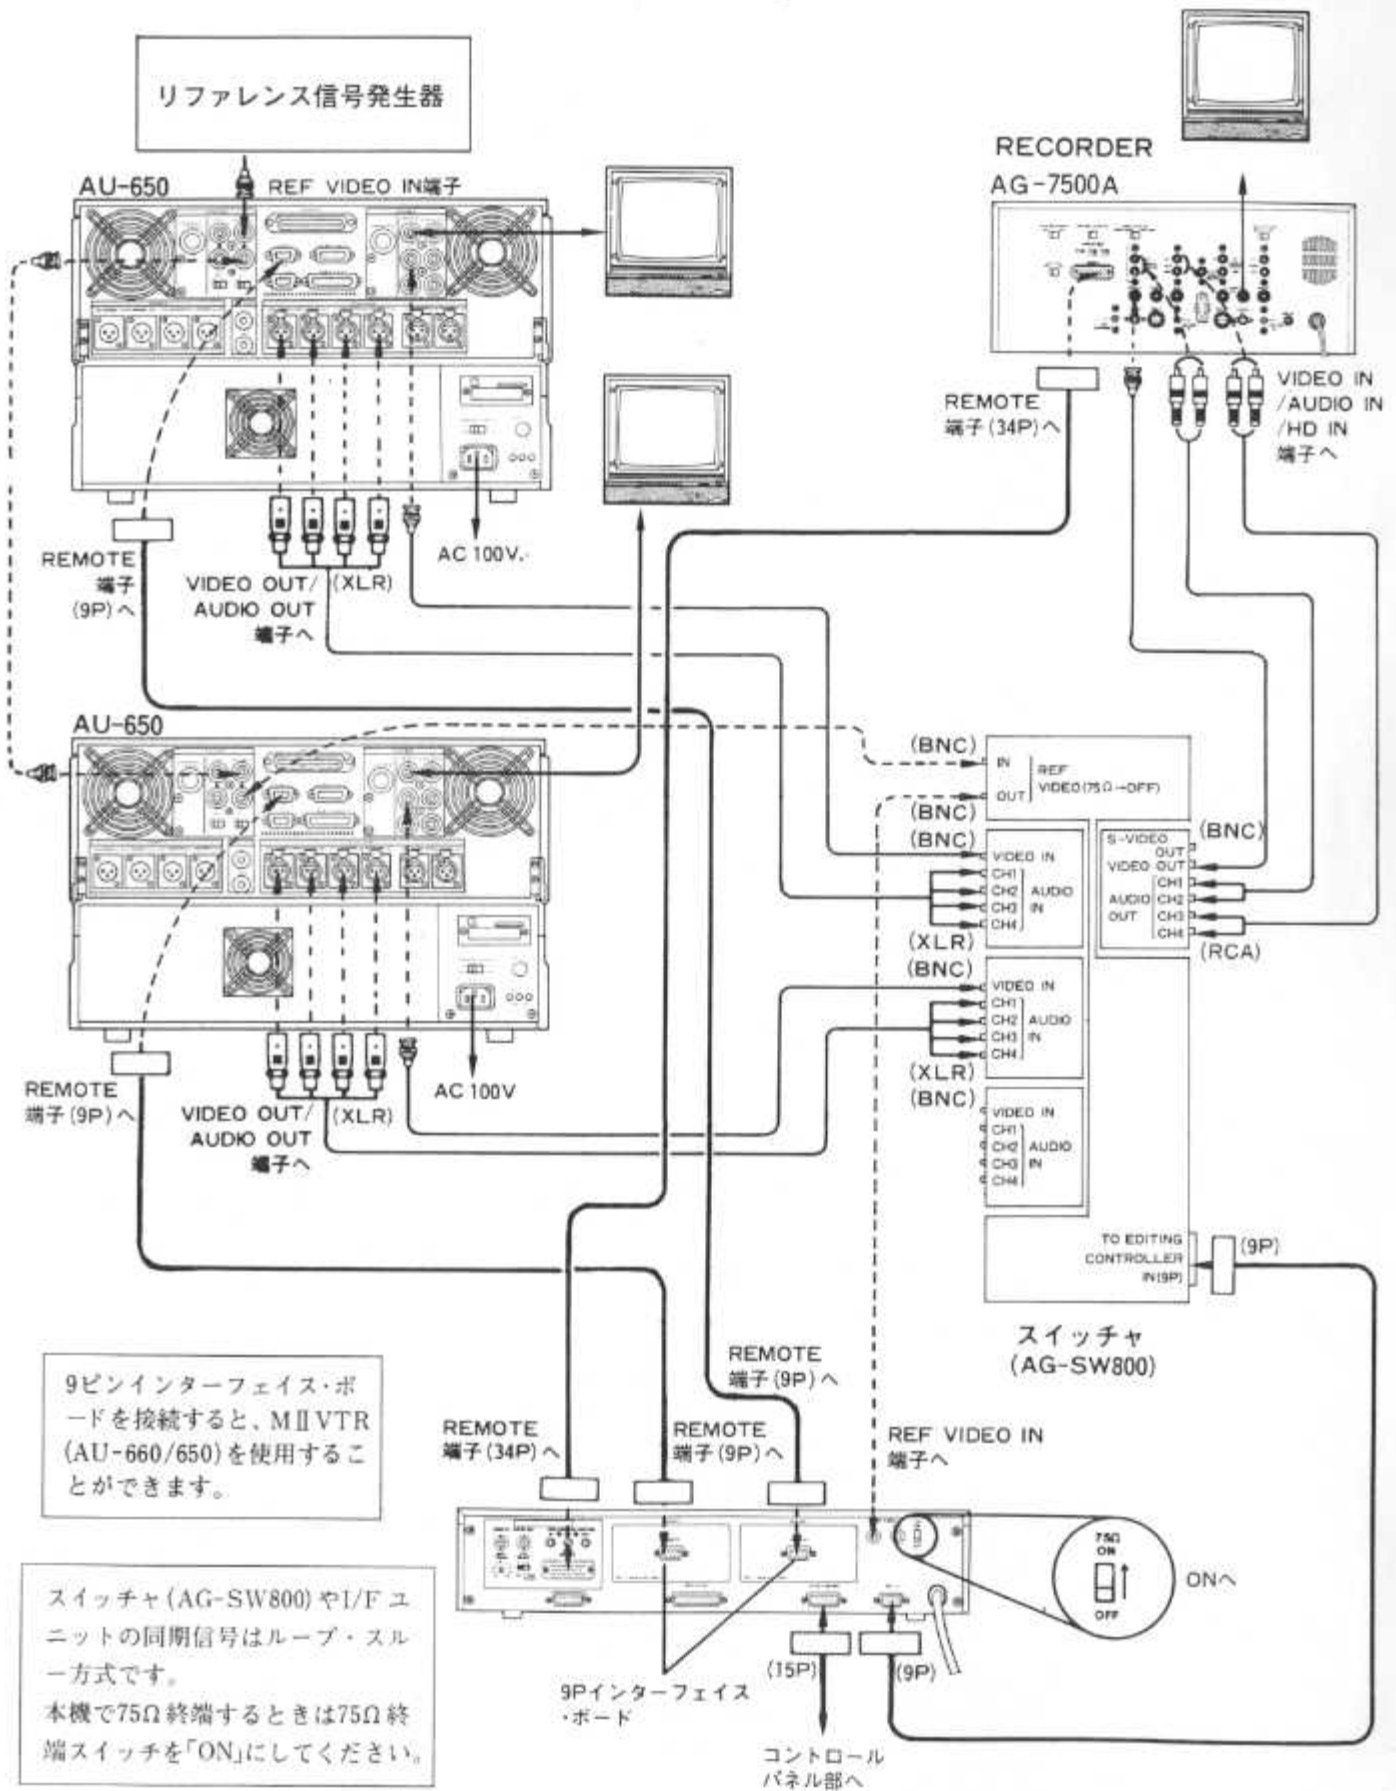 リファレンス信号発生器
AU-650
REF VIDEO IN端子
RECORDER
AG-7500A
REMOTE
端子(34P)へ
VIDEO IN
/AUDIO IN
/HD IN
端子へ
REMOTE
端子
(9P)へ
VIDEO OUT/
AUDIO OUT
端子へ
(XLR)
AC 100V.
AU-650
(BNC)
IN
OUT
REF
VIDEO(75Ω→OFF)
(BNC)
(BNC)
VIDEO IN
CH1
CH2
CH3
CH4
AUDIO
IN
(XLR)
S-VIDEO
OUT
VIDEO OUT
AUDIO
OUT
CH1
CH2
CH3
CH4
(BNC)
(RCA)
(BNC)
VIDEO IN
CH1
CH2
CH3
CH4
AUDIO
IN
(XLR)
(BNC)
VIDEO IN
CH1
CH2
CH3
CH4
AUDIO
IN
REMOTE
端子(9P)へ
VIDEO OUT/
AUDIO OUT
端子へ
(XLR)
AC 100V
TO EDITING
CONTROLLER
IN(9P)
(9P)
スイッチャ
(AG-SW800)
9ピンインターフェイス・ボ
ードを接続すると、MⅡVTR
(AU-660/650)を使用するこ
とができます。
REMOTE
端子(34P)へ
REMOTE
端子(9P)へ
REMOTE
端子(9P)へ
REF VIDEO IN
端子へ
75Ω
ON
OFF
ONへ
スイッチャ(AG-SW800)やI/Fユ
ニットの同期信号はループ・スル
ー方式です。
本機で75Ω終端するときは75Ω終
端スイッチを「ON」にしてください。
9Pインターフェイス
・ボード
(15P)
(9P)
コントロール
パネル部へ